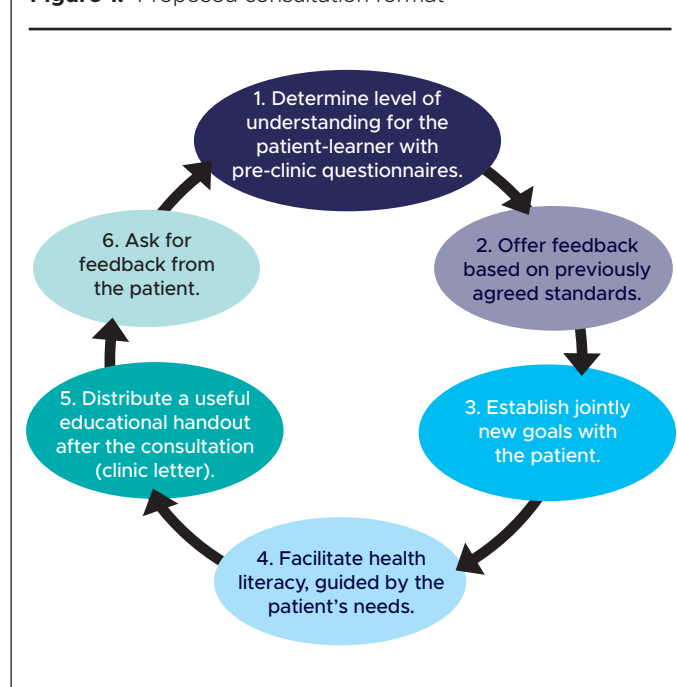 Figure 1. Proposed consultation format
1. Determine level of
understanding for the
patient-learner with
pre-clinic questionnaires.
2. Offer feedback
based on previously
agreed standards.
3. Establish jointly
new goals with
the patient.
4. Facilitate health
literacy, guided by the
patient's needs.
5. Distribute a useful
educational handout
after the consultation
(clinic letter).
6. Ask for
feedback from
the patient.